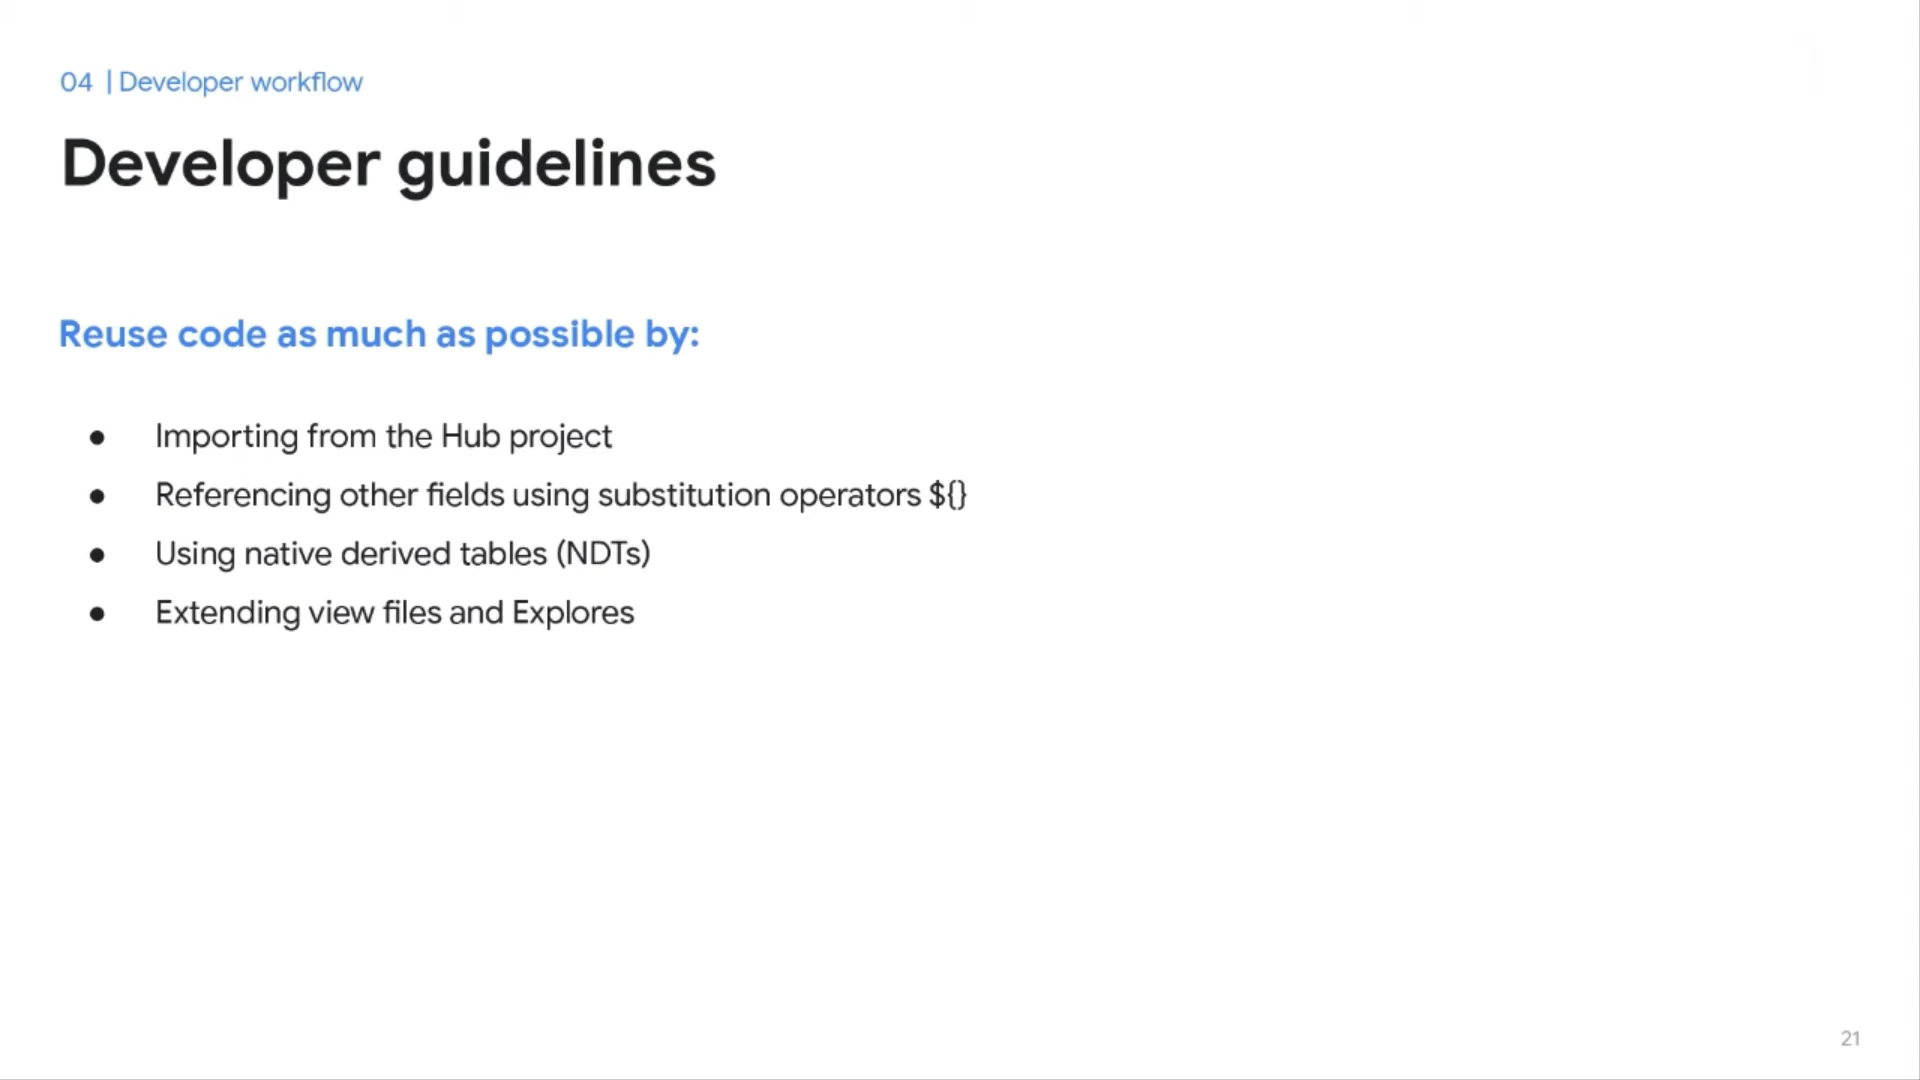 04 | Developer workflow
Developer guidelines
Reuse code as much as possible by:
● Importing from the Hub project
● Referencing other fields using substitution operators ${}
● Using native derived tables (NDTs)
● Extending view files and Explores
21